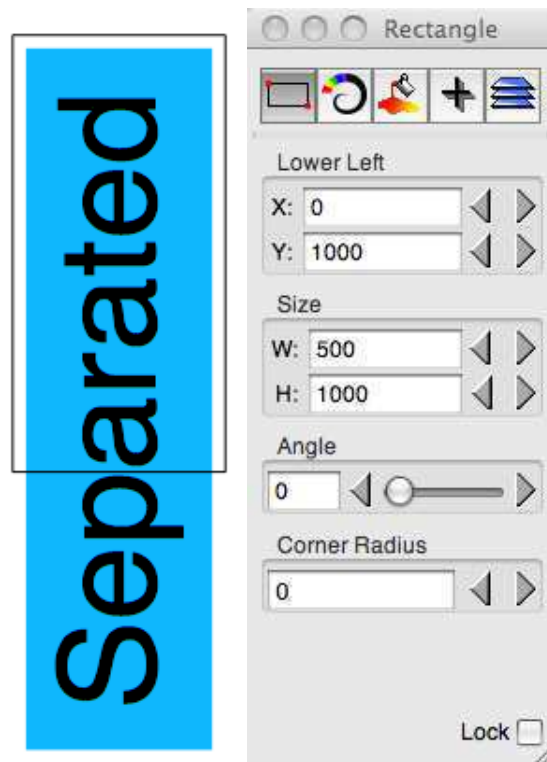 Separated
Rectangle
Lower Left
X: 0
Y: 1000
Size
W: 500
H: 1000
Angle
0
Corner Radius
0
Lock